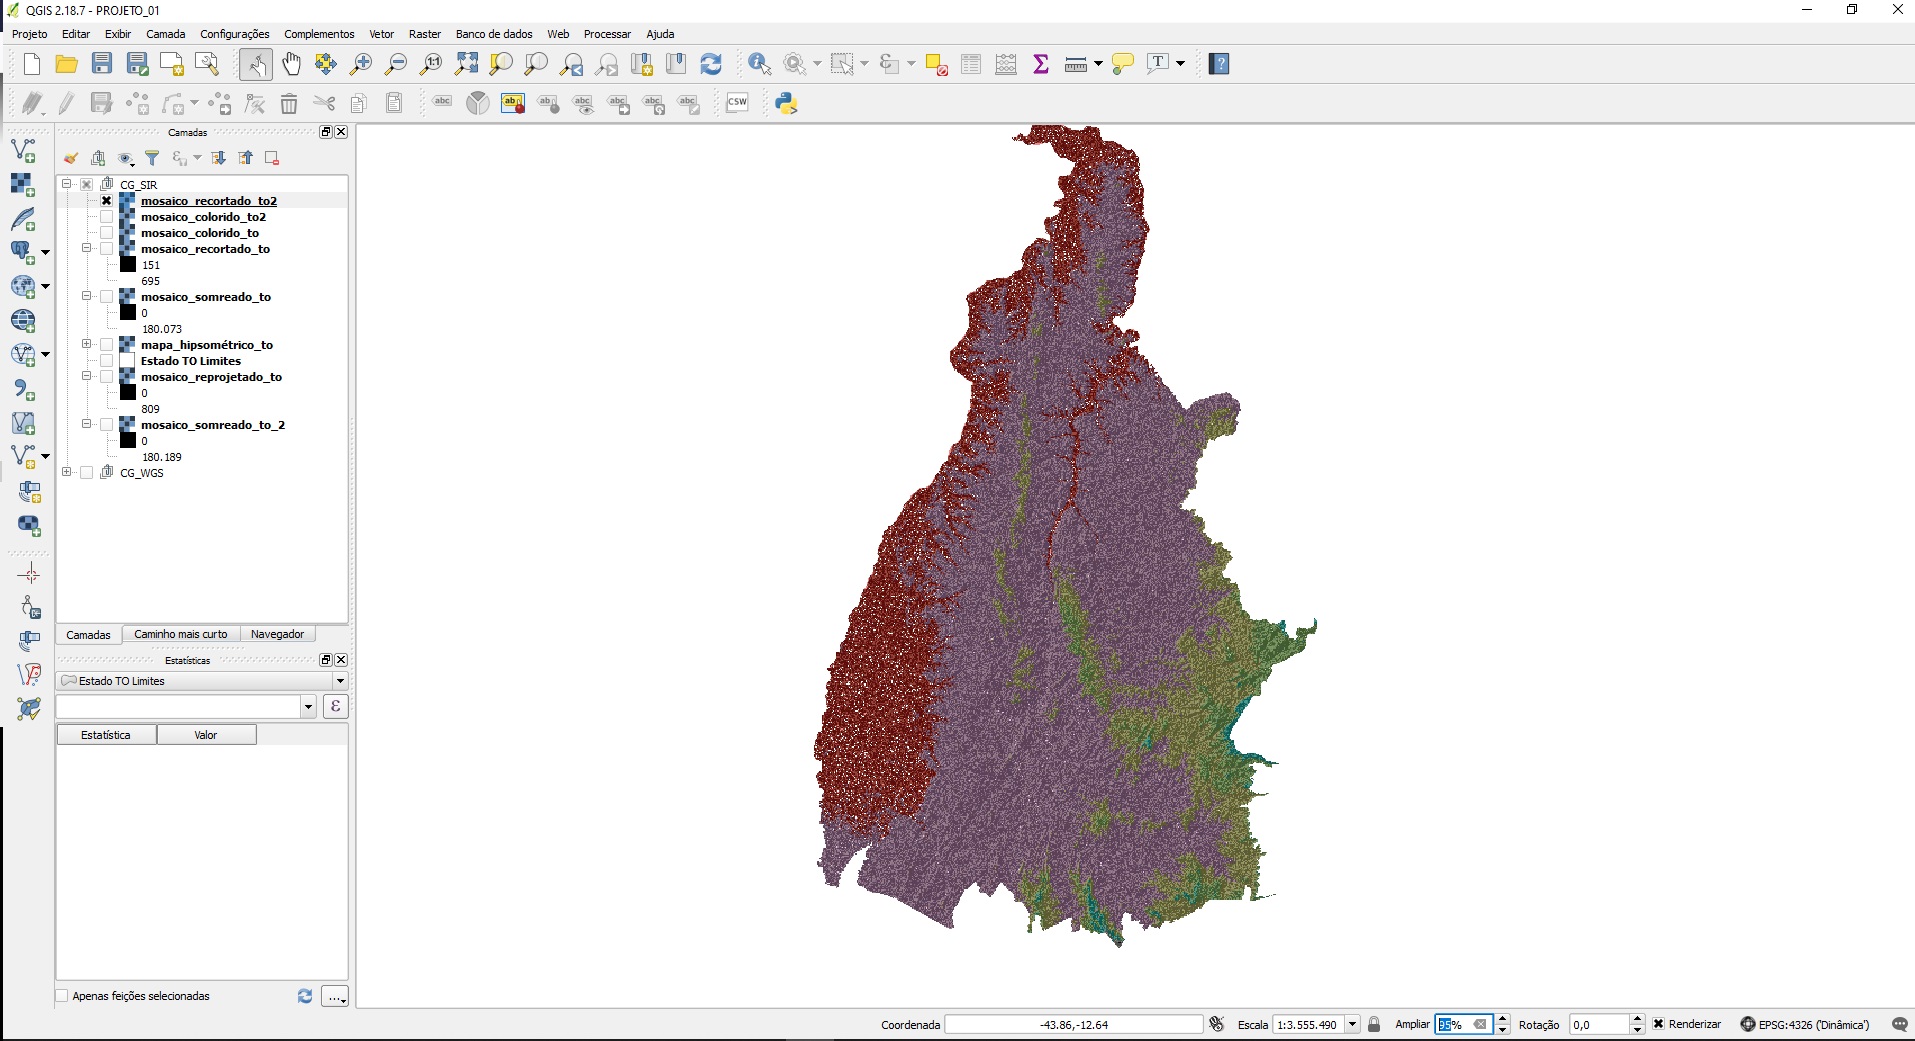 QGIS 2.18.7 - PROJETO_01
Projeto Editar Exibir Camada Configurações Complementos Vetor Raster Banco de dados Web Processar Ajuda
1:1
T
?
abc abc abc abc abc abc abc CSW
Camadas
CG_SIR
mosaico_recortado_to2
mosaico_colorido_to2
mosaico_colorido_to
mosaico_recortado_to
151
695
mosaico_somreado_to
0
180.073
mapa_hipsométrico_to
Estado TO Limites
mosaico_reprojetado_to
0
809
mosaico_somreado_to_2
0
180.189
CG_WGS
Camadas Caminho mais curto Navegador
Estatísticas
Estado TO Limites
ε
Estatística Valor
Apenas feições selecionadas
...
Coordenada -43.86,-12.64 Escala 1:3.555.490 Ampliar 95% Rotação 0,0 Renderizar EPSG:4326 ('Dinâmica')